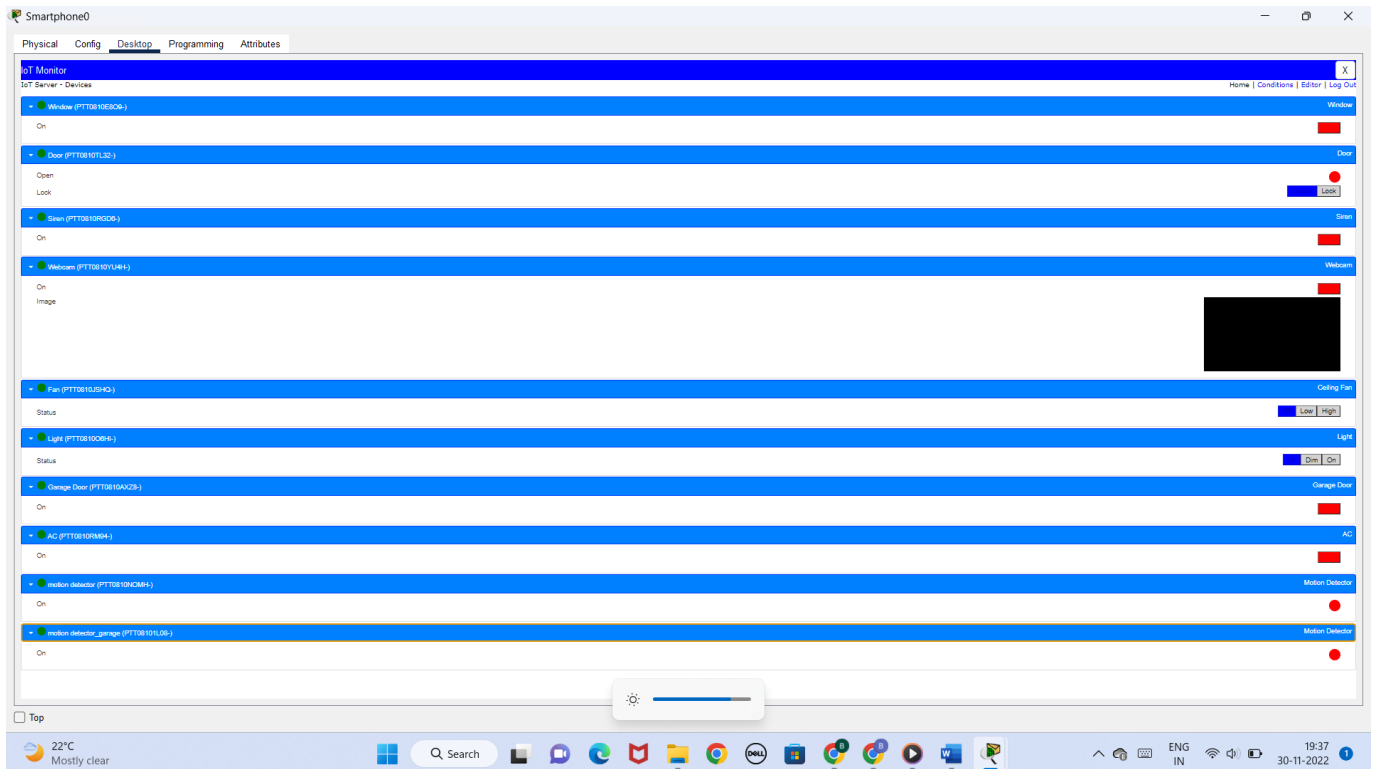 Smartphone0
Physical Config Desktop Programming Attributes
IoT Monitor X
IoT Server - Devices Home | Conditions | Editor | Log Out
Window (PTT0810E8O9-) Window
On
Door (PTT0810TL32-) Door
Open
Lock Lock
Siren (PTT0810RGD6-) Siren
On
Webcam (PTT0810YU4H-) Webcam
On
Image
Fan (PTT0810JSHQ-) Ceiling Fan
Status Low High
Light (PTT0810O6HI-) Light
Status Dim On
Garage Door (PTT0810AXZ8-) Garage Door
On
AC (PTT0810RM94-) AC
On
motion detector (PTT0810NOMH-) Motion Detector
On
motion detector_garage (PTT08101L08-) Motion Detector
On
Top
22°C
Mostly clear
Search
DELL
B
B
W
ENG
IN
19:37
30-11-2022
1